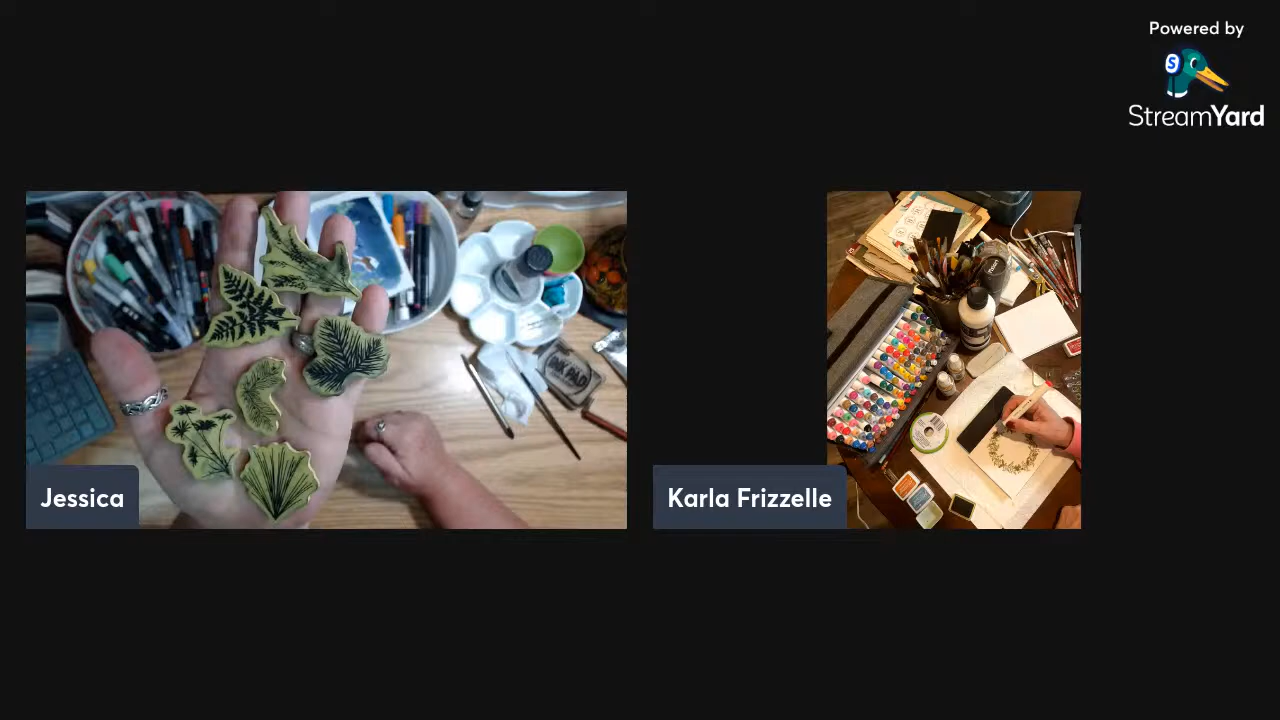 Powered by
S
StreamYard
INK PAD
Jessica
Karla Frizzelle